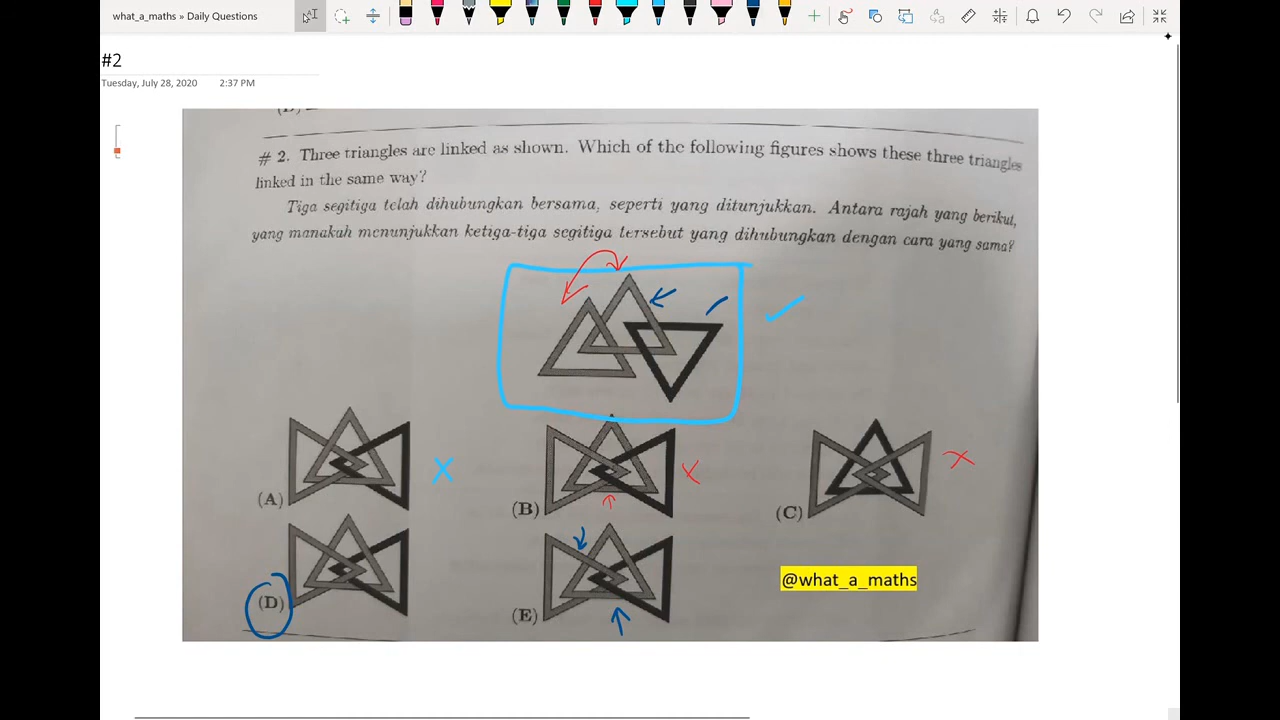 what_a_maths » Daily Questions
#2
Tuesday, July 28, 2020 2:37 PM
# 2. Three triangles are linked as shown. Which of the following figures shows these three triangles
linked in the same way?
Tiga segitiga telah dihubungkan bersama, seperti yang ditunjukkan. Antara rajah yang berikut,
yang manakah menunjukkan ketiga-tiga segitiga tersebut yang dihubungkan dengan cara yang sama?
(A)
(B)
(C)
(D)
(E)
@what_a_maths